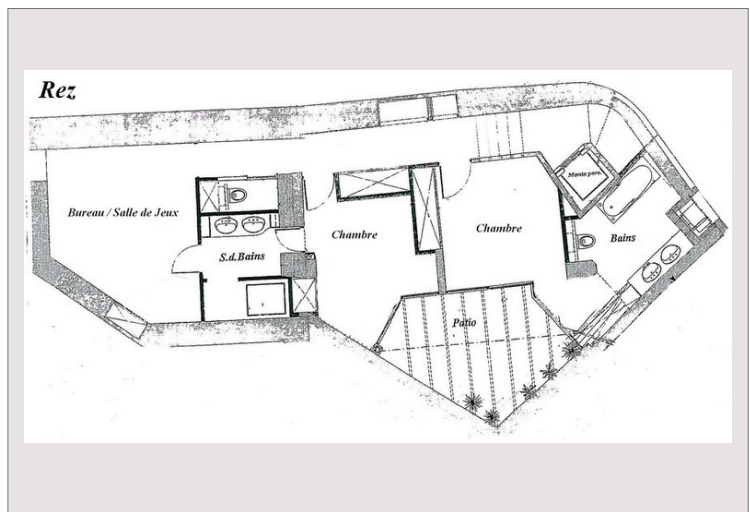 Rez
Bureau / Salle de Jeux
S.d.Bains
Chambre
Chambre
Monte pers.
Bains
Patio